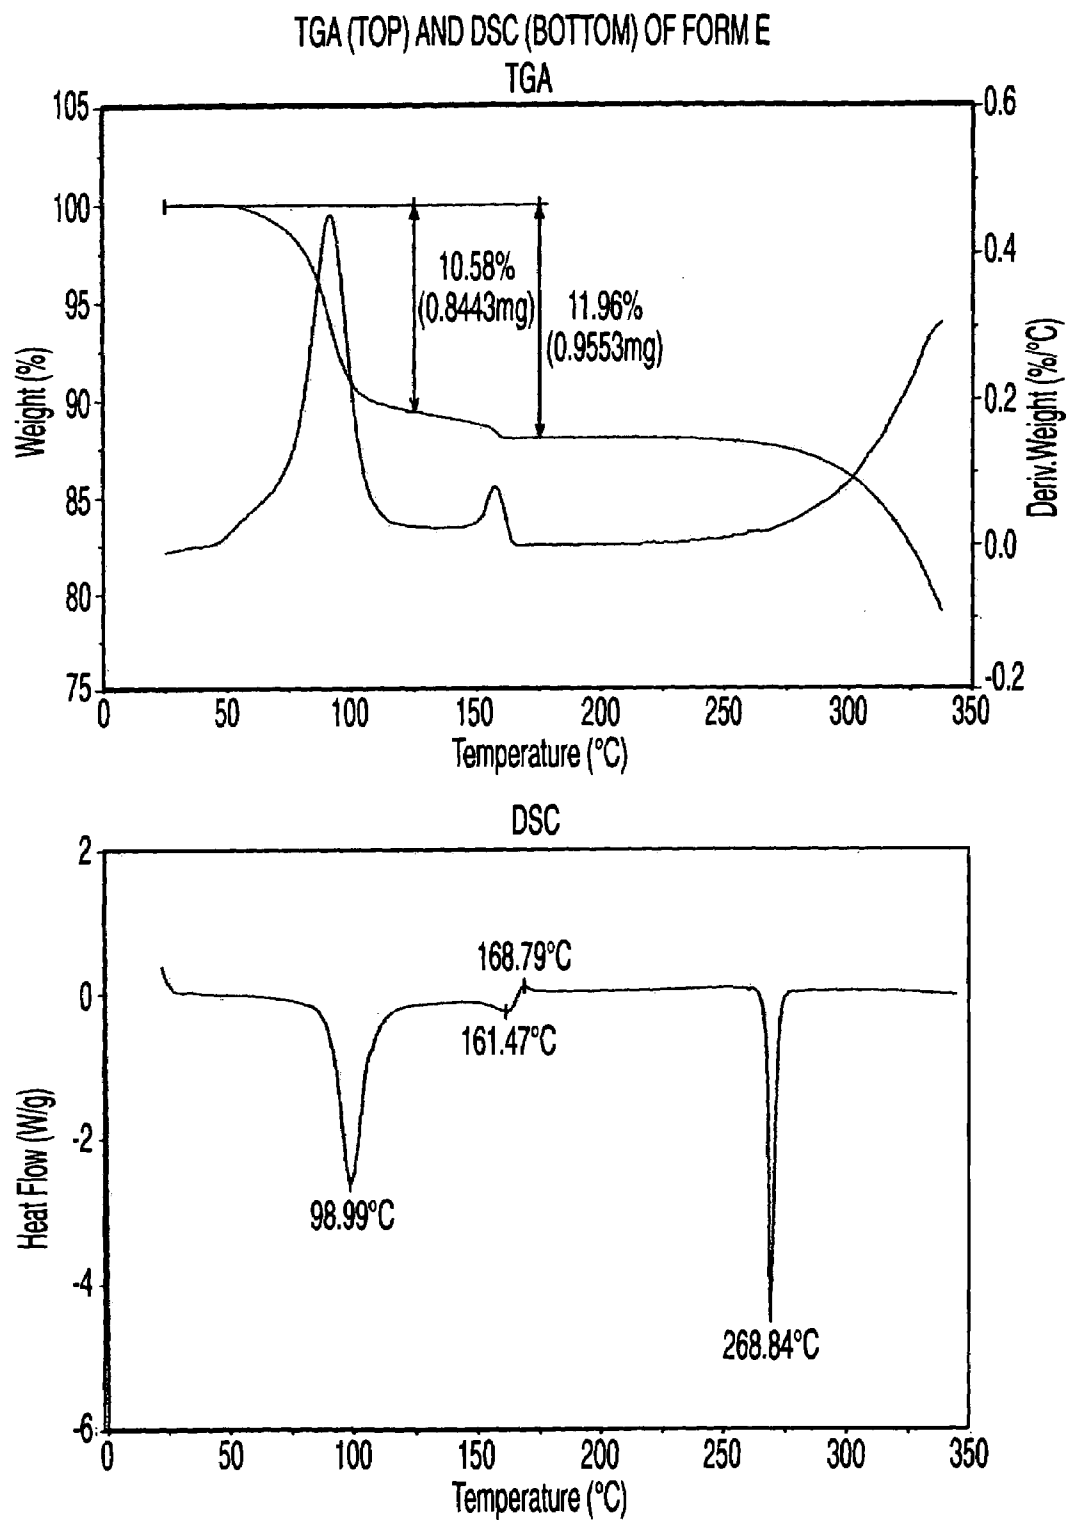 TGA (TOP) AND DSC (BOTTOM) OF FORM E
TGA
105
100
95
90
85
80
75
Weight (%)
0.6
0.4
0.2
0.0
-0.2
Deriv.Weight (%/°C)
10.58%
(0.8443mg)
11.96%
(0.9553mg)
0 50 100 150 200 250 300 350
Temperature (°C)
DSC
2
0
-2
-4
-6
Heat Flow (W/g)
168.79°C
161.47°C
98.99°C
268.84°C
0 50 100 150 200 250 300 350
Temperature (°C)